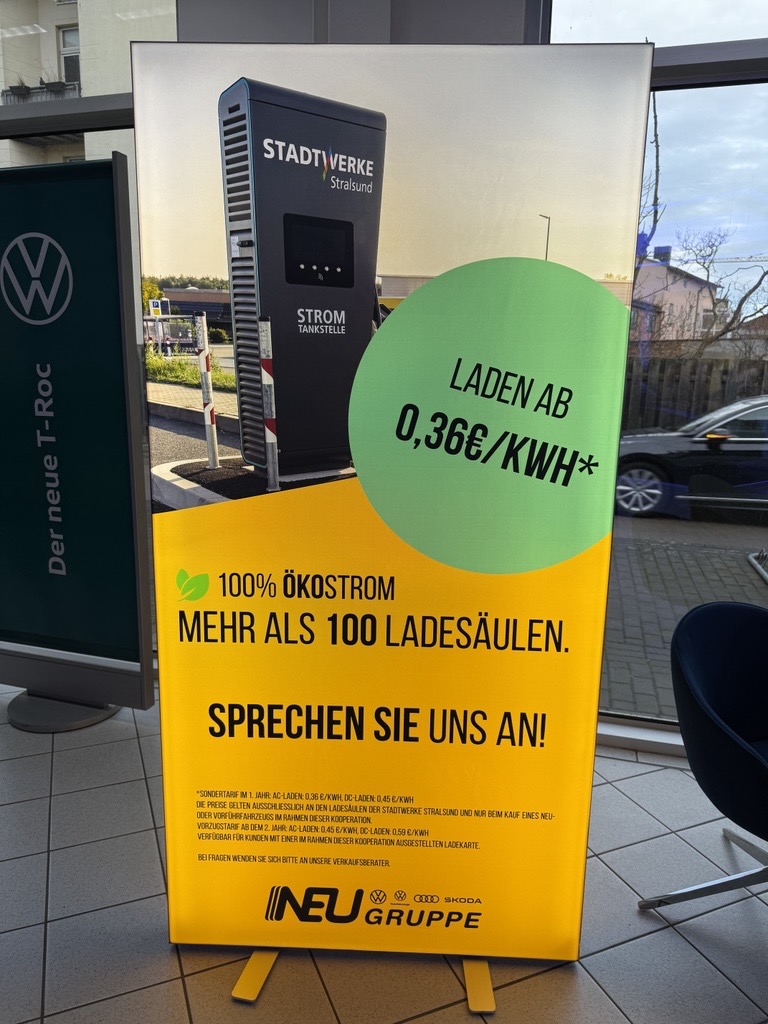 Der neue T-Roc
STADTWERKE
Stralsund
STROM
TANKSTELLE
LADEN AB
0,36€/KWH*
100% ÖKOSTROM
MEHR ALS 100 LADESÄULEN.
SPRECHEN SIE UNS AN!
*SONDERTARIF IM 1. JAHR: AC-LADEN: 0,36 €/KWH, DC-LADEN: 0,45 €/KWH
DIE PREISE GELTEN AUSSCHLIESSLICH AN DEN LADESÄULEN DER STADTWERKE STRALSUND UND NUR BEIM KAUF EINES NEU-
ODER VORFÜHRFAHRZEUGS IM RAHMEN DIESER KOOPERATION.
VORZUGSTARIF AB DEM 2. JAHR: AC-LADEN: 0,45 €/KWH, DC-LADEN: 0,59 €/KWH
VERFÜGBAR FÜR KUNDEN MIT EINER IM RAHMEN DIESER KOOPERATION AUSGESTELLTEN LADEKARTE.
BEI FRAGEN WENDEN SIE SICH BITTE AN UNSERE VERKAUFSBERATER.
NEU
SKODA
GRUPPE